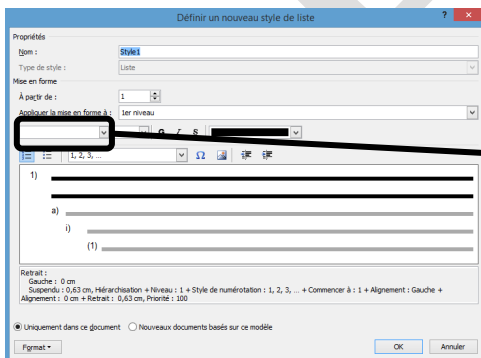 Définir un nouveau style de liste
Propriétés
Nom : Style1
Type de style : Liste
Mise en forme
À partir de : 1
Appliquer la mise en forme à : 1er niveau
G I S
1, 2, 3, ... Ω
1)
a)
i)
(1)
Retrait :
Gauche : 0 cm
Suspendu : 0,63 cm, Hiérarchisation + Niveau : 1 + Style de numérotation : 1, 2, 3, ... + Commencer à : 1 + Alignement : Gauche +
Alignement : 0 cm + Retrait : 0,63 cm, Priorité : 100
Uniquement dans ce document Nouveaux documents basés sur ce modèle
Format OK Annuler